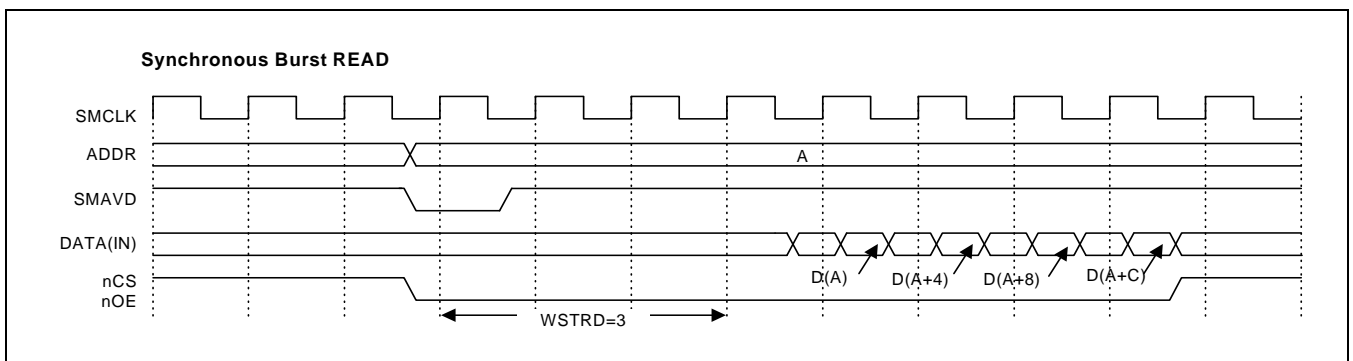 Synchronous Burst READ
SMCLK
ADDR
A
SMAVD
DATA(IN)
D(A) D(A+4) D(A+8) D(A+C)
nCS
nOE
WSTRD=3